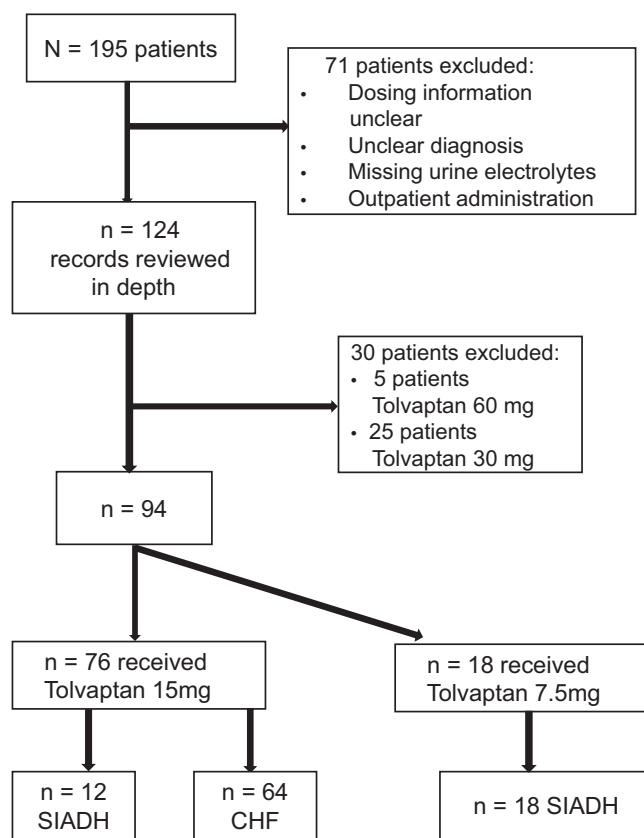 N = 195 patients
71 patients excluded:
• Dosing information
unclear
• Unclear diagnosis
• Missing urine electrolytes
• Outpatient administration
n = 124
records reviewed
in depth
30 patients excluded:
• 5 patients
Tolvaptan 60 mg
• 25 patients
Tolvaptan 30 mg
n = 94
n = 76 received
Tolvaptan 15mg
n = 18 received
Tolvaptan 7.5mg
n = 12
SIADH
n = 64
CHF
n = 18 SIADH